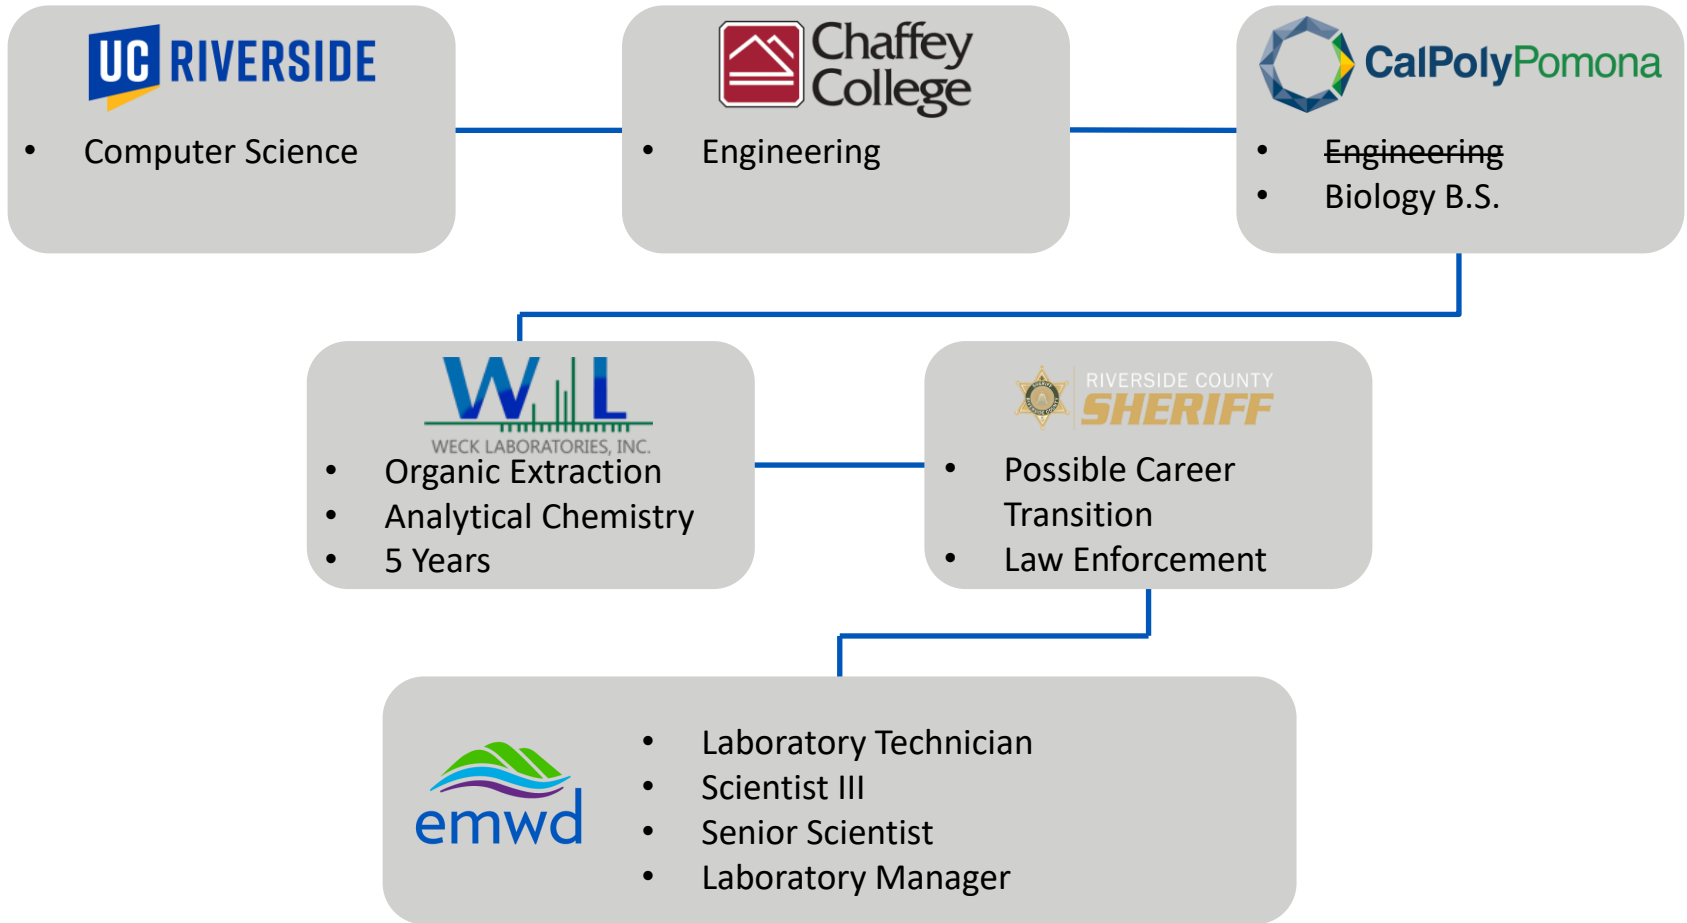 UC RIVERSIDE
• Computer Science
Chaffey
College
• Engineering
CalPolyPomona
• Engineering
• Biology B.S.
WL
WECK LABORATORIES, INC.
• Organic Extraction
• Analytical Chemistry
• 5 Years
RIVERSIDE COUNTY
SHERIFF
• Possible Career
Transition
• Law Enforcement
emwd
• Laboratory Technician
• Scientist III
• Senior Scientist
• Laboratory Manager